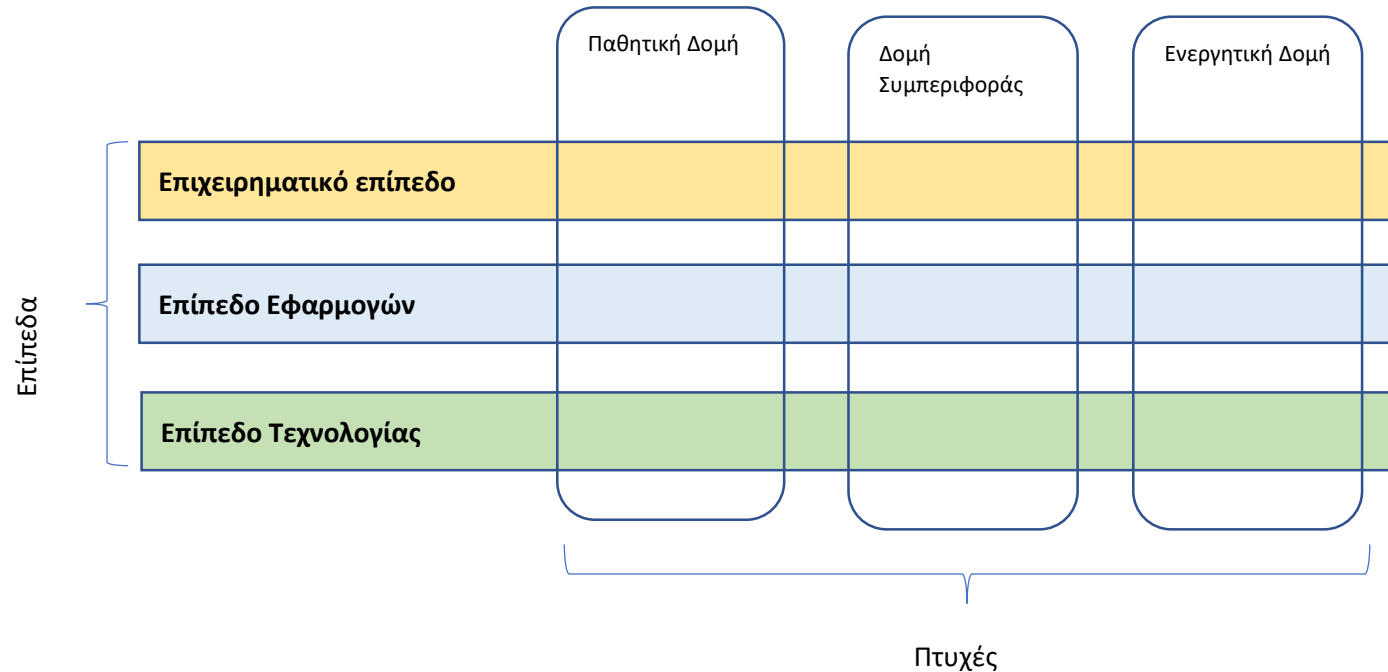 Παθητική Δομή
Δομή
Συμπεριφοράς
Ενεργητική Δομή
Επιχειρηματικό επίπεδο
Επίπεδο Εφαρμογών
Επίπεδο Τεχνολογίας
Επίπεδα
Πτυχές